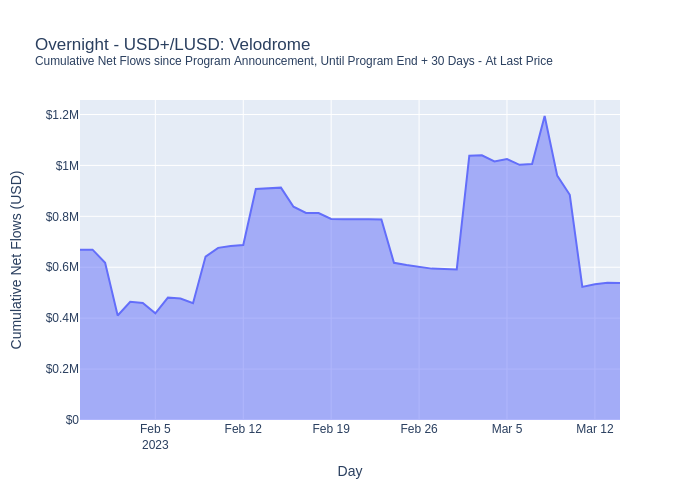 Overnight - USD+/LUSD: Velodrome
Cumulative Net Flows since Program Announcement, Until Program End + 30 Days - At Last Price
Cumulative Net Flows (USD)
$1.2M
$1M
$0.8M
$0.6M
$0.4M
$0.2M
$0
Feb 5 Feb 12 Feb 19 Feb 26 Mar 5 Mar 12
2023
Day